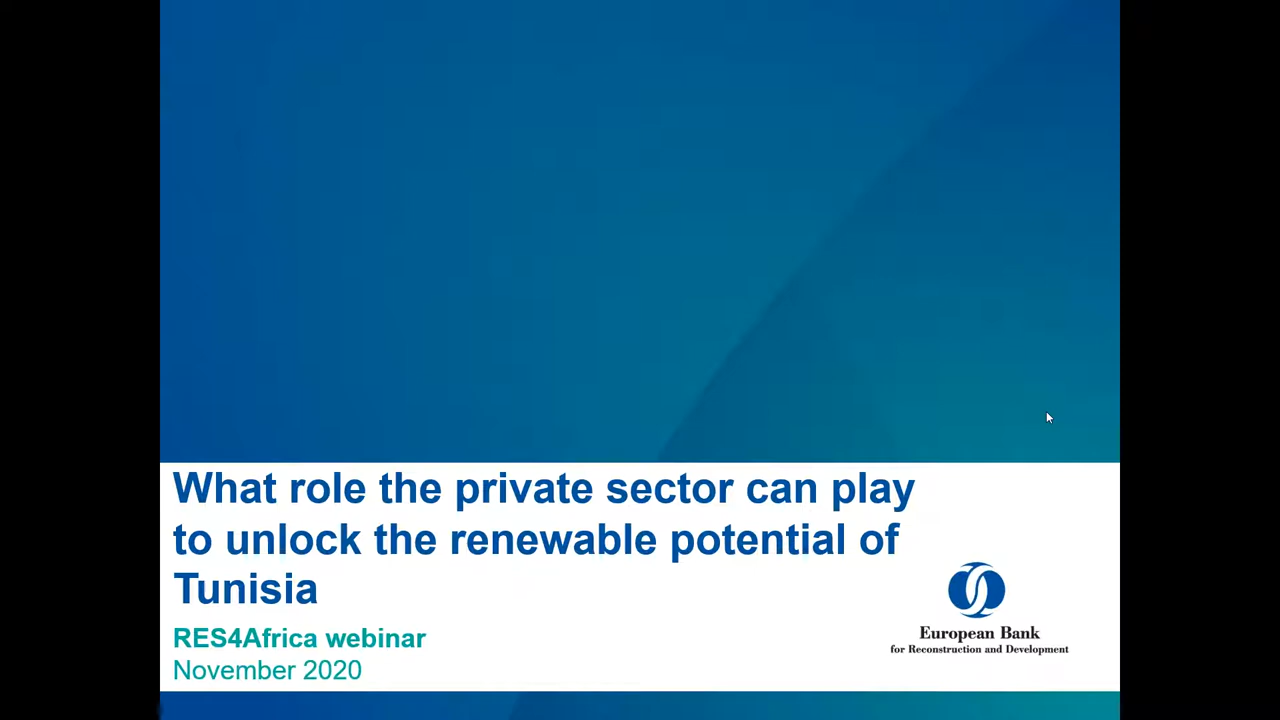 What role the private sector can play
to unlock the renewable potential of
Tunisia
RES4Africa webinar
November 2020
European Bank
for Reconstruction and Development